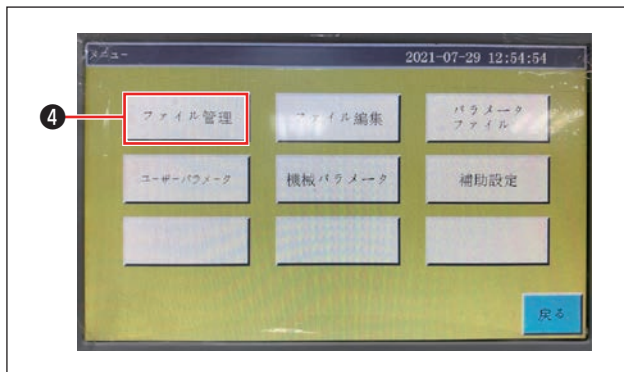 メニュー
2021-07-29 12:54:54
❹
ファイル管理
ファイル編集
パラメータ
ファイル
ユーザーパラメータ
機械パラメータ
補助設定
戻る